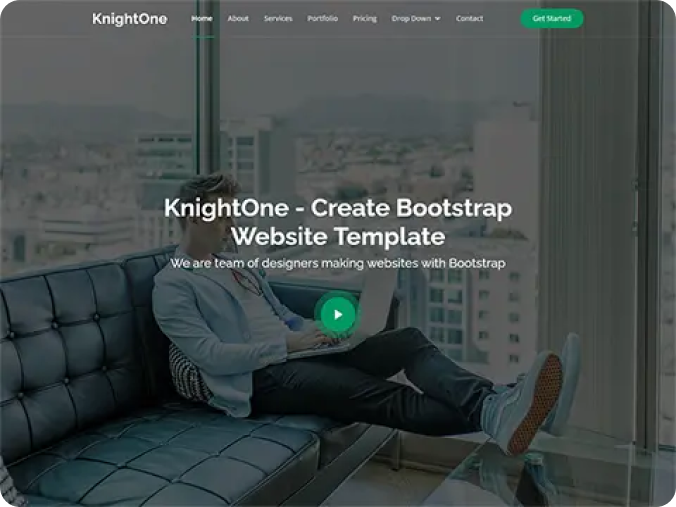 KnightOne
Home About Services Portfolio Pricing Drop Down Contact Get Started
KnightOne - Create Bootstrap
Website Template
We are team of designers making websites with Bootstrap